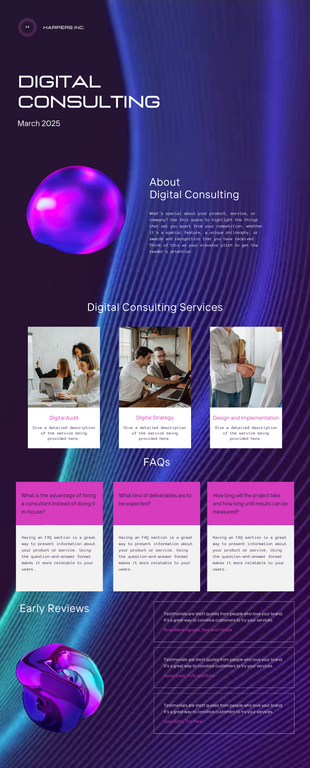 HARPERS INC
DIGITAL
CONSULTING
March 2025
About
Digital Consulting
What's special about your product, service, or
company? Use this space to highlight the things
that set you apart from your competition, whether
it's a special feature, a unique philosophy, or
awards and recognition that you have received.
Think of this as your elevator pitch to get the
reader's attention.
Digital Consulting Services
Digital Audit
Give a detailed description
of the service being
provided here.
Digital Strategy
Give a detailed description
of the service being
provided here.
Design and Implementation
Give a detailed description
of the service being
provided here.
FAQs
What is the advantage of hiring
a consultant instead of doing it
in house?
Having an FAQ section is a great
way to present information about
your product or service. Using
the question-and-answer format
makes it more relatable to your
users.
What kind of deliverables are to
be expected?
Having an FAQ section is a great
way to present information about
your product or service. Using
the question-and-answer format
makes it more relatable to your
users.
How long will the project take
and how long until results can be
measured?
Having an FAQ section is a great
way to present information about
your product or service. Using
the question-and-answer format
makes it more relatable to your
users.
Early Reviews
Testimonies are short quotes from people who love your brand.
It's a great way to convince customers to try your services.
Testimonies are short quotes from people who love your brand.
It's a great way to convince customers to try your services.
Testimonies are short quotes from people who love your brand.
It's a great way to convince customers to try your services.